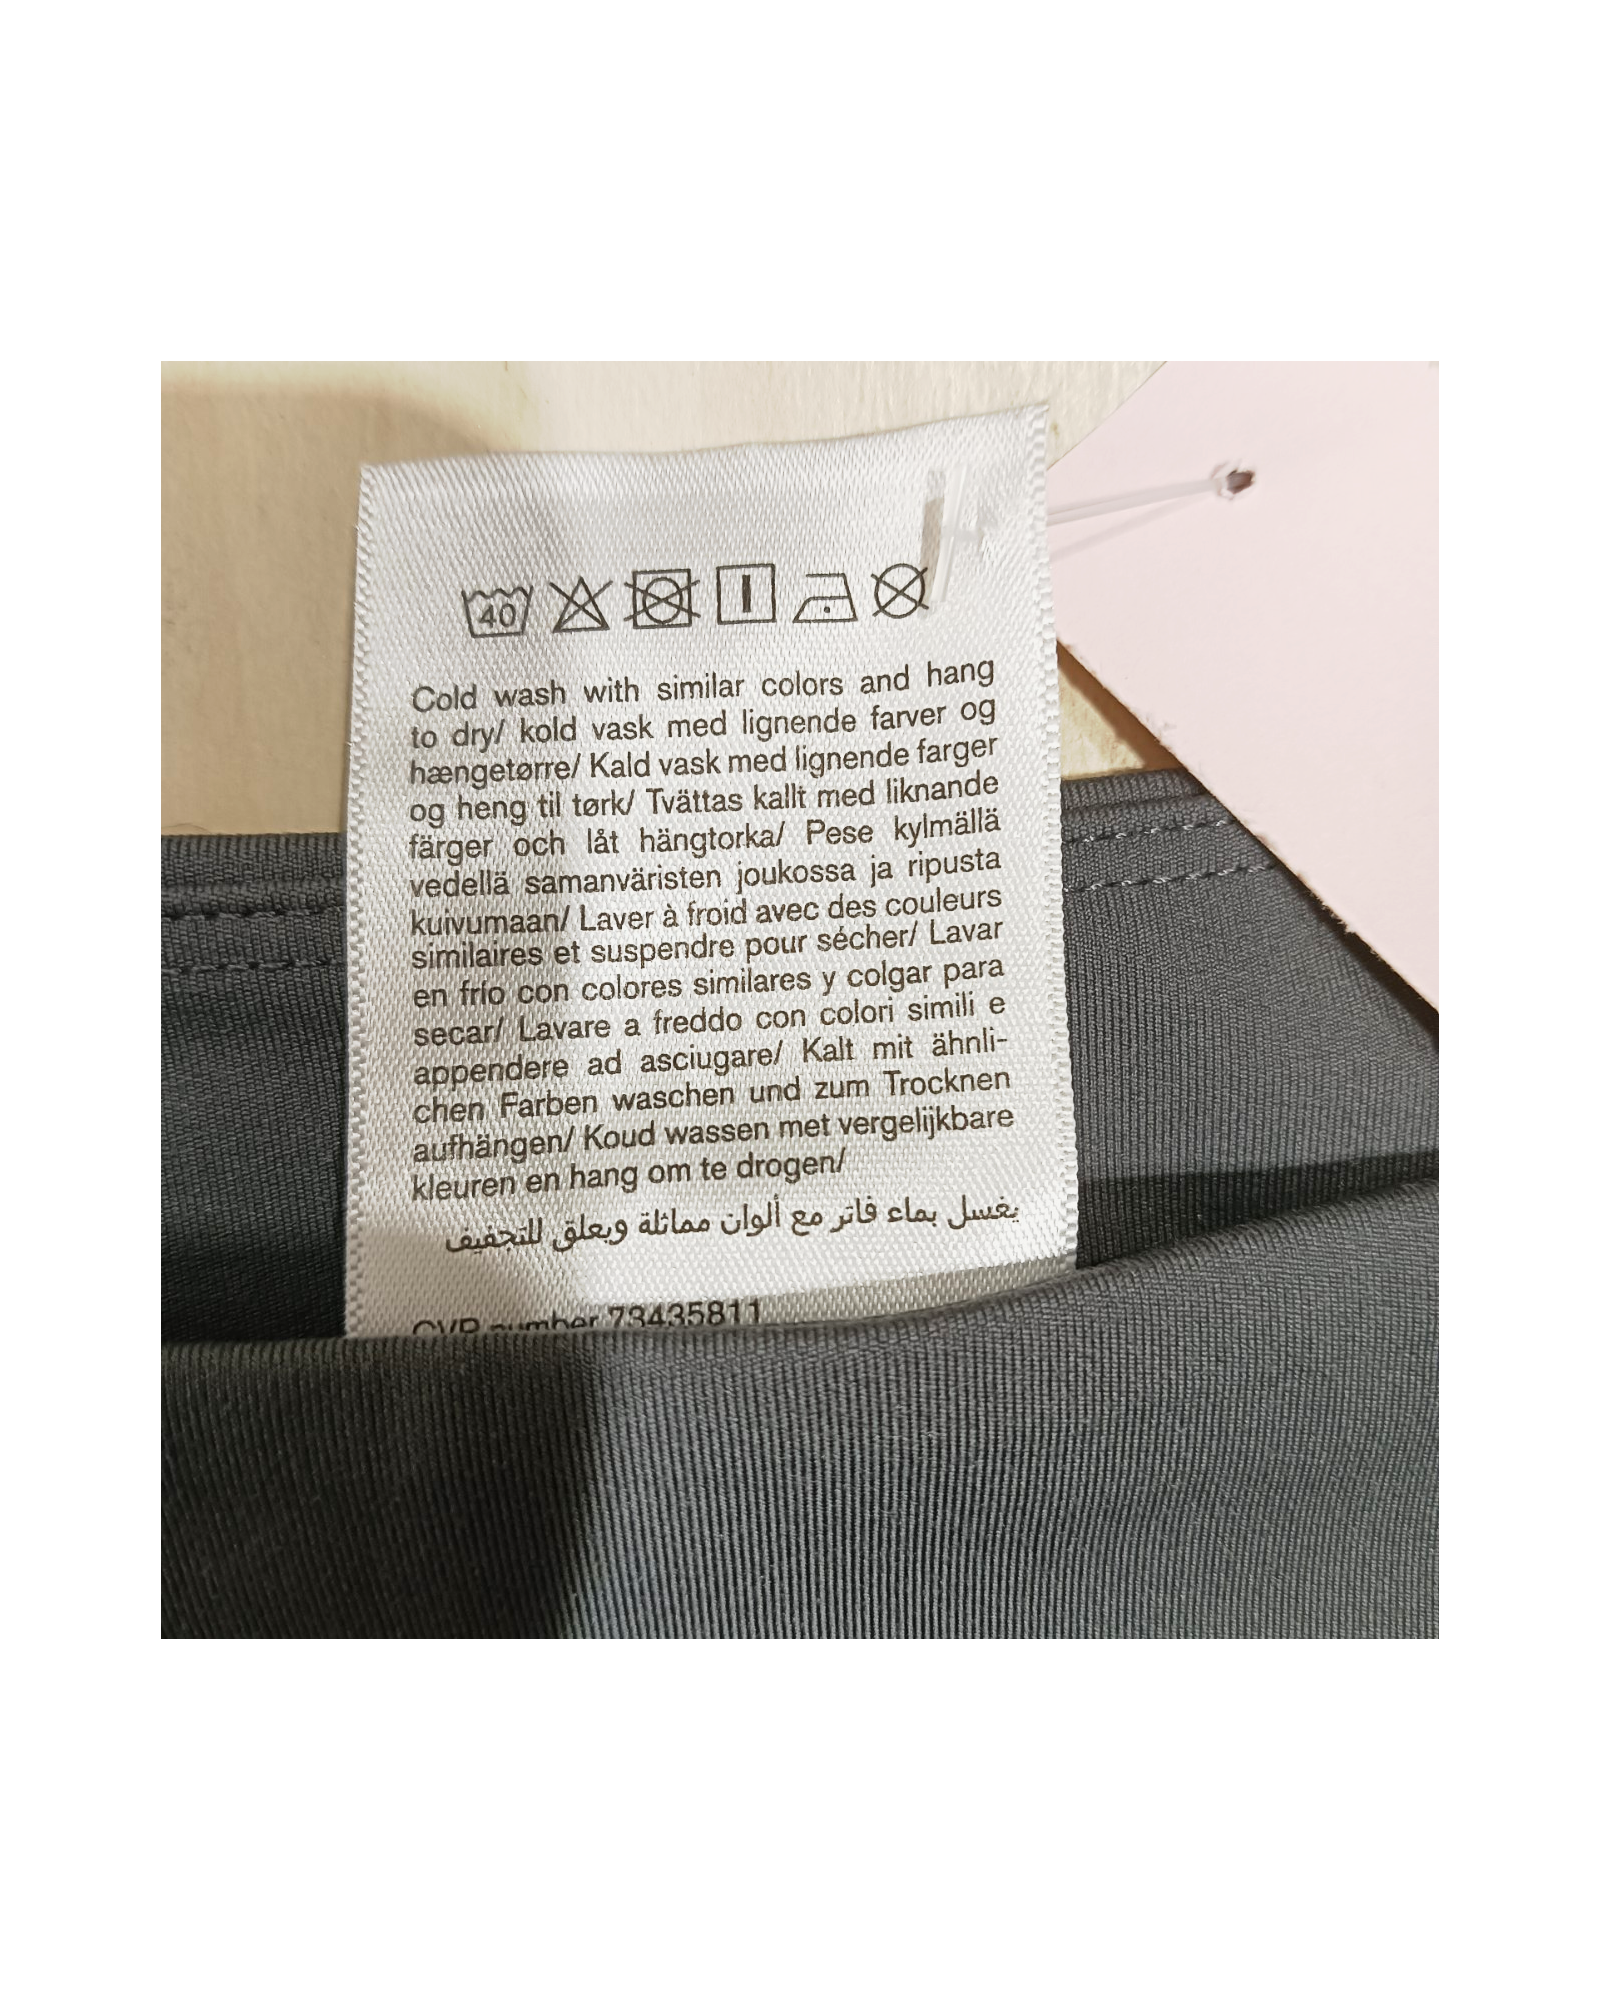 40
Cold wash with similar colors and hang
to dry/ kold vask med lignende farver og
hængetørre/ Kald vask med lignende farger
og heng til tørk/ Tvättas kallt med liknande
färger och låt hängtorka/ Pese kylmällä
vedellä samanväristen joukossa ja ripusta
kuivumaan/ Laver à froid avec des couleurs
similaires et suspendre pour sécher/ Lavar
en frío con colores similares y colgar para
secar/ Lavare a freddo con colori simili e
appendere ad asciugare/ Kalt mit ähnli-
chen Farben waschen und zum Trocknen
aufhängen/ Koud wassen met vergelijkbare
kleuren en hang om te drogen/
يغسل بماء فاتر مع ألوان مماثلة ويعلق للتجفيف
CVR number 73435811